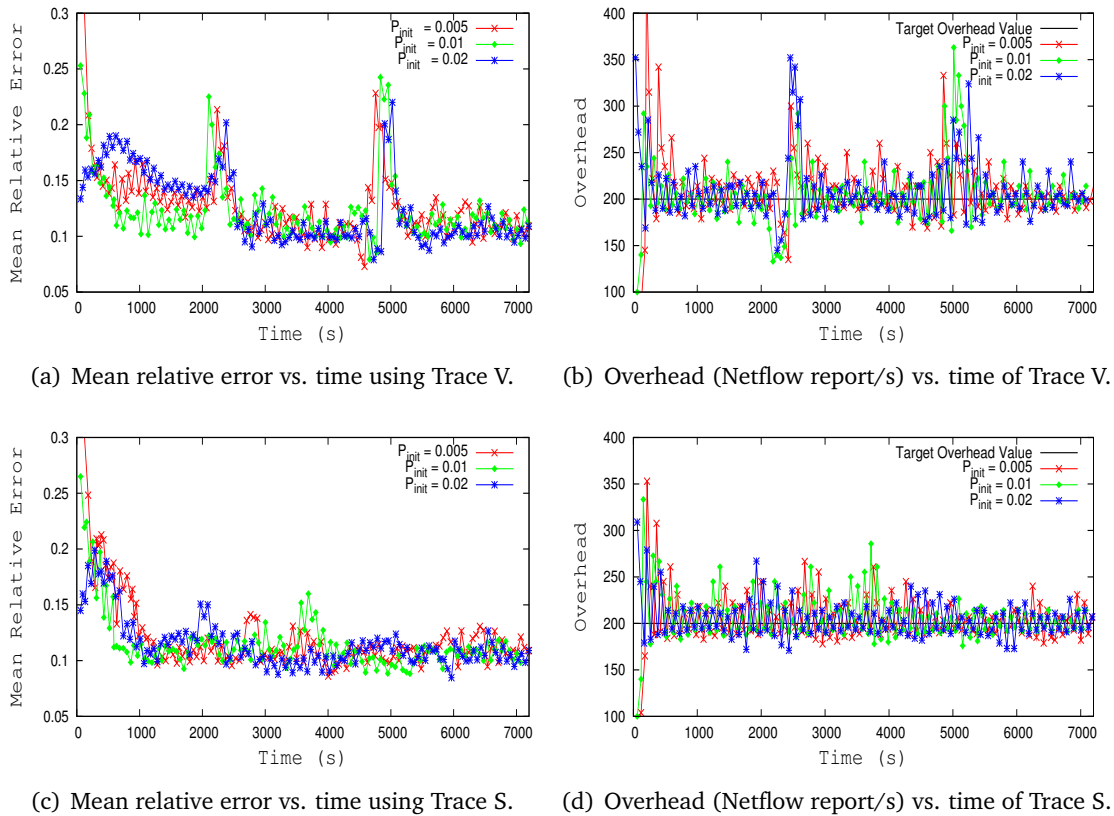 0.3
0.25
0.2
0.15
0.1
0.05
Mean Relative Error
0 1000 2000 3000 4000 5000 6000 7000
Time (s)
P_init = 0.005
P_init = 0.01
P_init = 0.02
(a) Mean relative error vs. time using Trace V.
400
350
300
250
200
150
100
Overhead
0 1000 2000 3000 4000 5000 6000 7000
Time (s)
Target Overhead Value
P_init = 0.005
P_init = 0.01
P_init = 0.02
(b) Overhead (Netflow report/s) vs. time of Trace V.
0.3
0.25
0.2
0.15
0.1
0.05
Mean Relative Error
0 1000 2000 3000 4000 5000 6000 7000
Time (s)
P_init = 0.005
P_init = 0.01
P_init = 0.02
(c) Mean relative error vs. time using Trace S.
400
350
300
250
200
150
100
Overhead
0 1000 2000 3000 4000 5000 6000 7000
Time (s)
Target Overhead Value
P_init = 0.005
P_init = 0.01
P_init = 0.02
(d) Overhead (Netflow report/s) vs. time of Trace S.